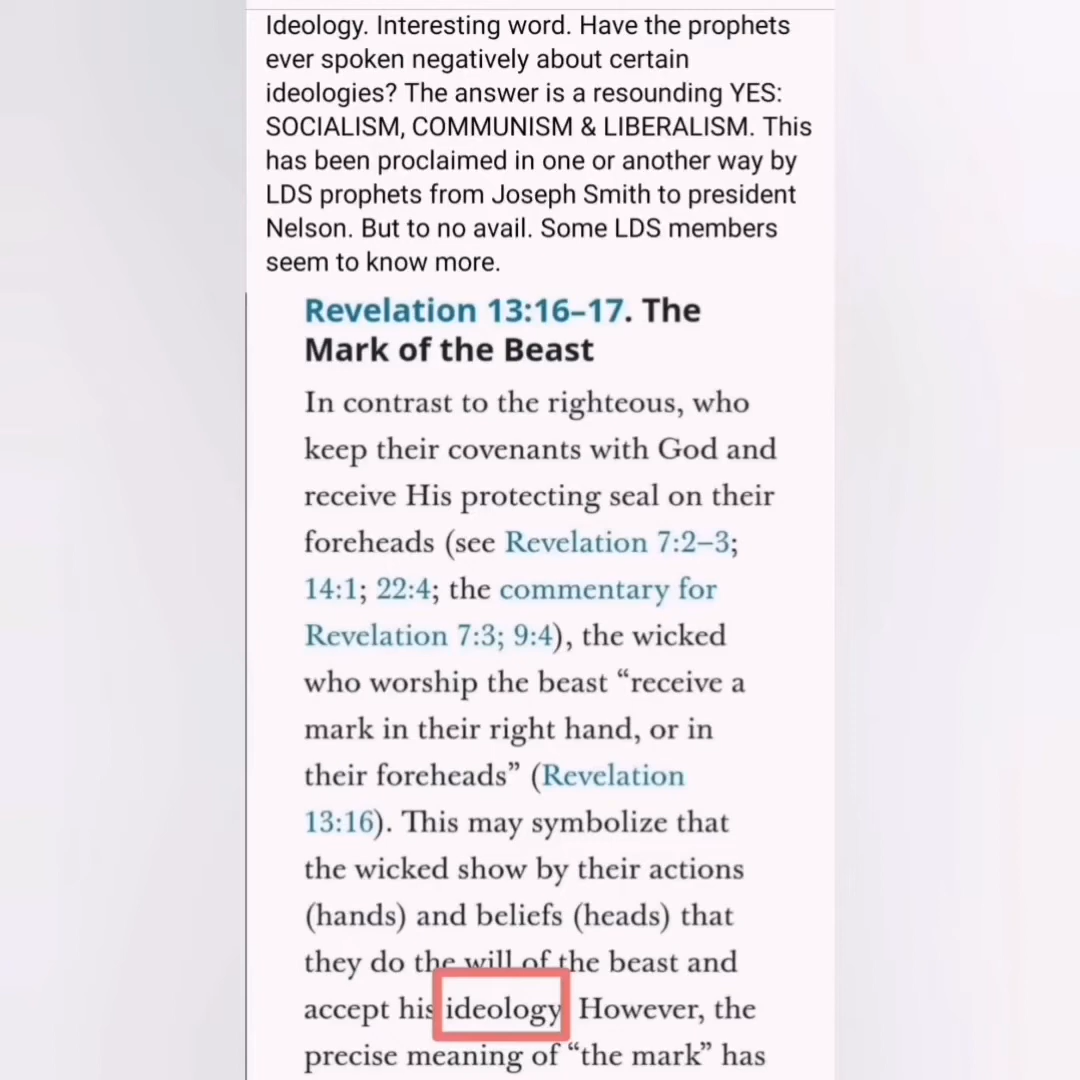 Ideology. Interesting word. Have the prophets
ever spoken negatively about certain
ideologies? The answer is a resounding YES:
SOCIALISM, COMMUNISM & LIBERALISM. This
has been proclaimed in one or another way by
LDS prophets from Joseph Smith to president
Nelson. But to no avail. Some LDS members
seem to know more.
Revelation 13:16–17. The
Mark of the Beast
In contrast to the righteous, who
keep their covenants with God and
receive His protecting seal on their
foreheads (see Revelation 7:2–3;
14:1; 22:4; the commentary for
Revelation 7:3; 9:4), the wicked
who worship the beast “receive a
mark in their right hand, or in
their foreheads” (Revelation
13:16). This may symbolize that
the wicked show by their actions
(hands) and beliefs (heads) that
they do the will of the beast and
accept his ideology. However, the
precise meaning of “the mark” has